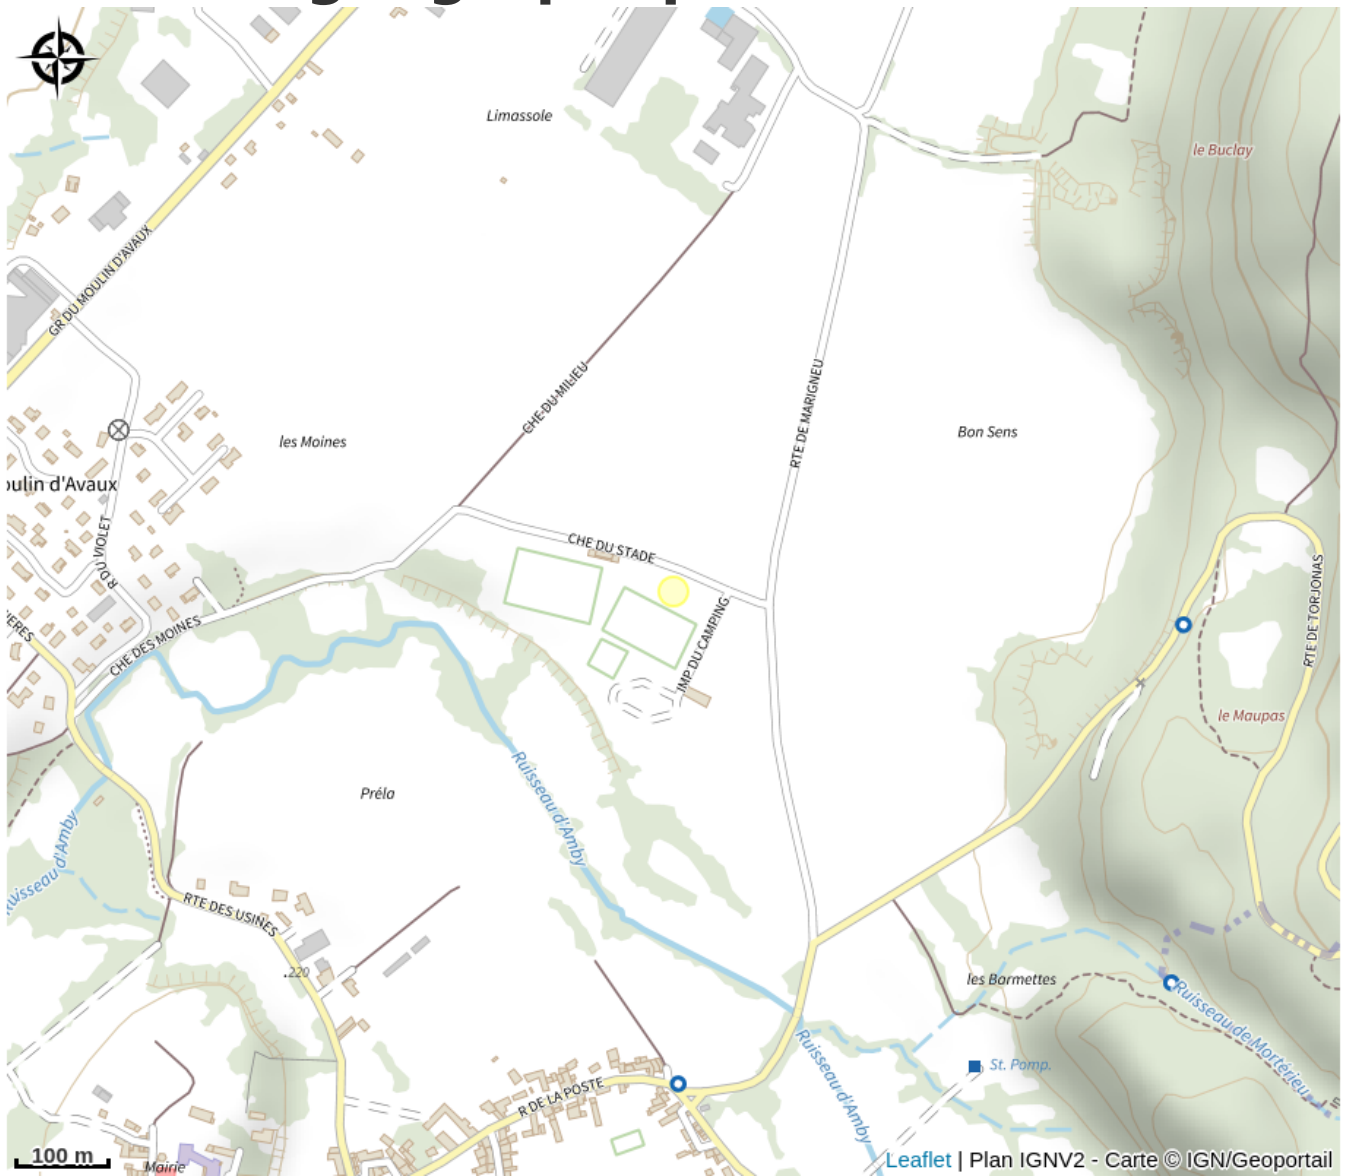 Limassole
le Buclay
GR DU MOULIN D'AVAUX
CHE DU MILIEU
RTE DE MARIGNEU
les Moines
Bon Sens
oulin d'Avaux
R DU VIOLET
CHE DU STADE
RTE DE TORJONAS
IERES
CHE DES MOINES
IMP DU CAMPING
le Maupas
Ruisseau d'Amby
Préla
Ruisseau d'Amby
RTE DES USINES
.220
les Barmettes
Ruisseau de Mortérieu
St. Pomp.
Ruisseau d'Amby
R DE LA POSTE
100 m
Mairie
Leaflet | Plan IGNV2 - Carte © IGN/Geoportail